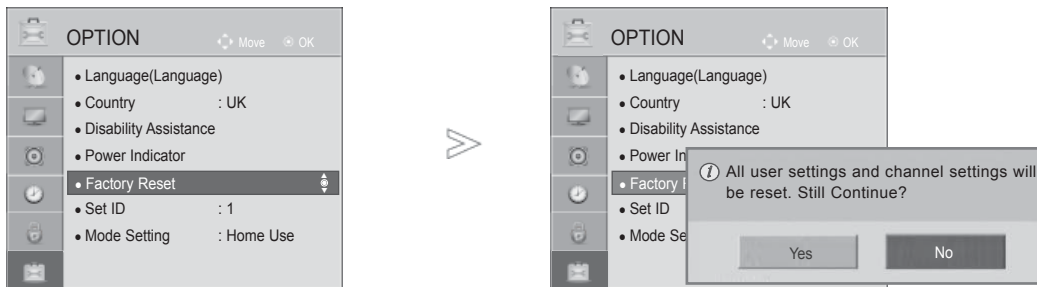 OPTION
Move OK
• Language(Language)
• Country : UK
• Disability Assistance
• Power Indicator
• Factory Reset
• Set ID : 1
• Mode Setting : Home Use
OPTION
Move OK
• Language(Language)
• Country : UK
• Disability Assistance
• Power In
• Factory
• Set ID
• Mode Se
All user settings and channel settings will
be reset. Still Continue?
Yes No